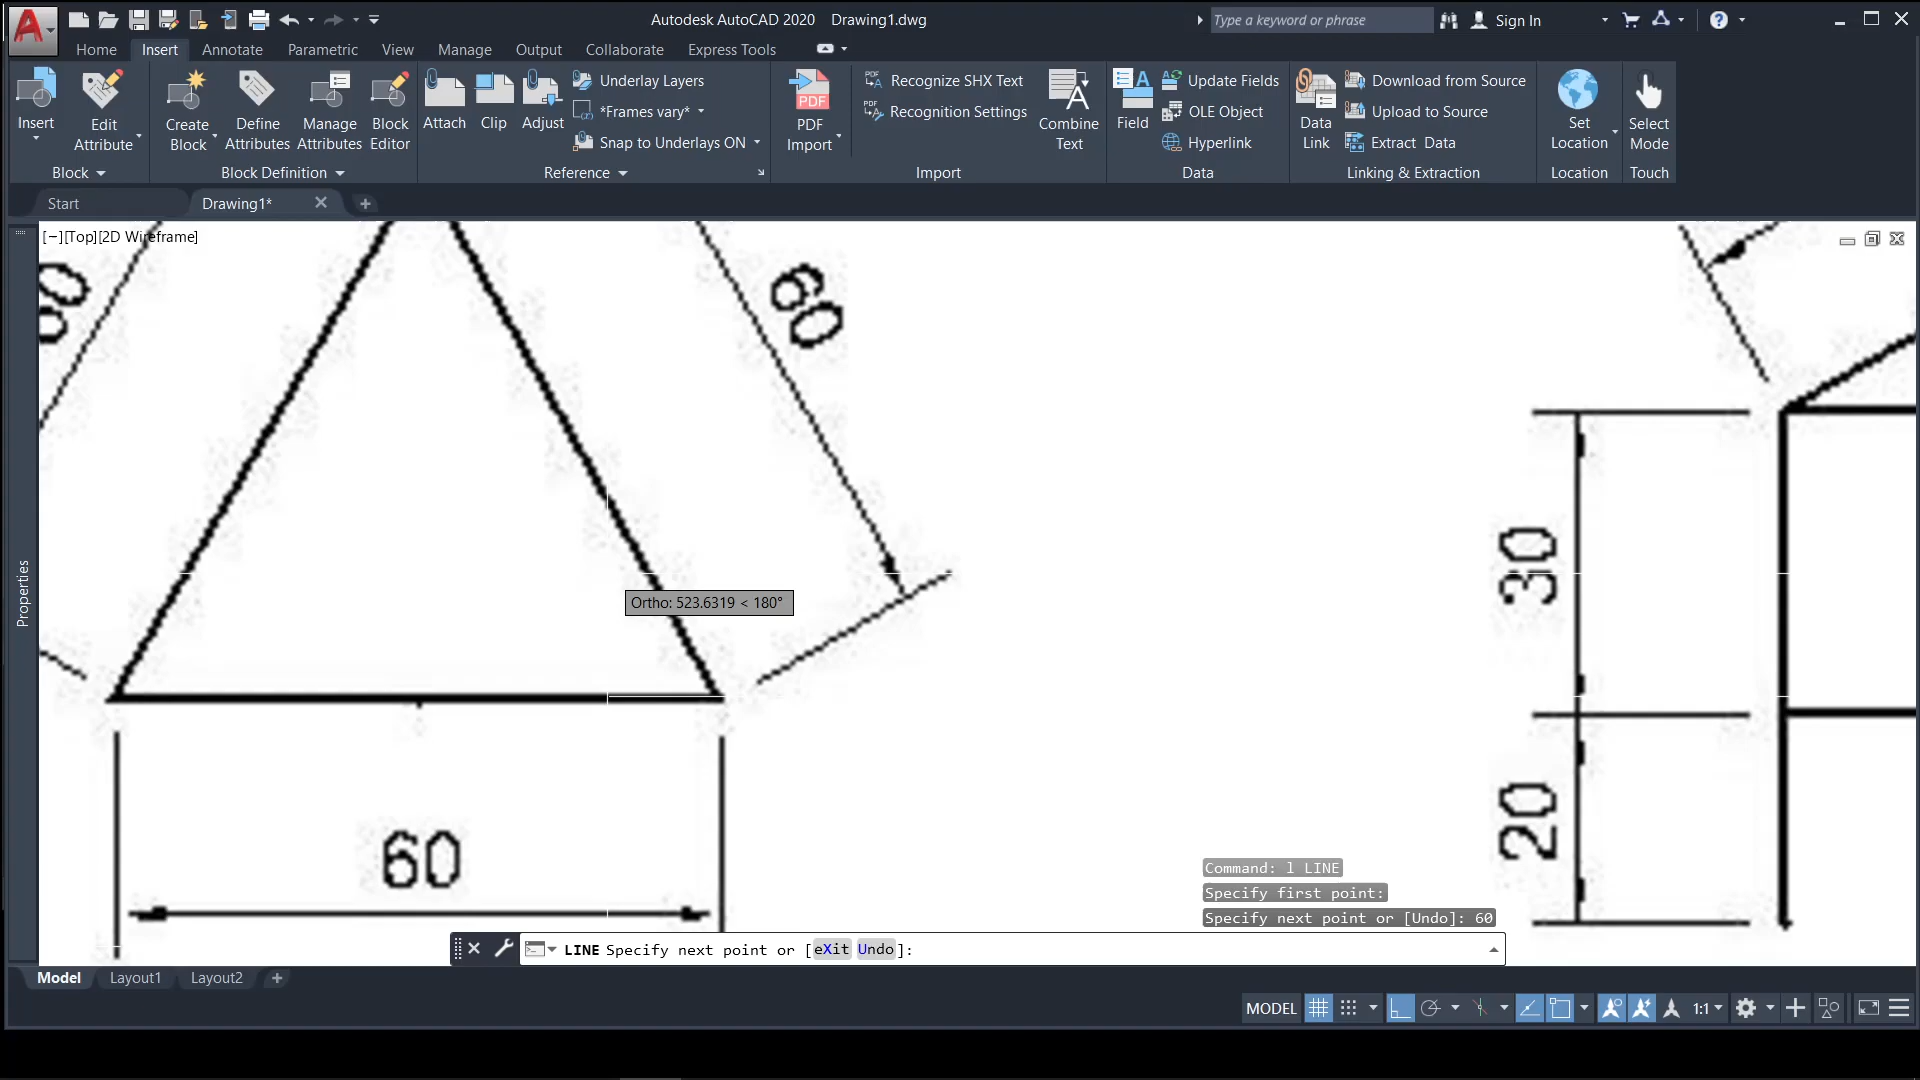 Autodesk AutoCAD 2020 Drawing1.dwg
Type a keyword or phrase
Sign In
Home Insert Annotate Parametric View Manage Output Collaborate Express Tools
Insert
Edit
Attribute
Block
Create
Block
Define
Attributes
Manage
Attributes
Block
Editor
Block Definition
Attach
Clip
Adjust
Underlay Layers
*Frames vary*
Snap to Underlays ON
Reference
PDF
PDF
Import
PDF
Recognize SHX Text
PDF
Recognition Settings
Combine
Text
Import
Field
Update Fields
OLE Object
Hyperlink
Data
Data
Link
Download from Source
Upload to Source
Extract Data
Linking & Extraction
Set
Location
Location
Select
Mode
Touch
Start
Drawing1*
[−][Top][2D Wireframe]
60
60
30
Properties
Ortho: 523.6319 < 180°
20
60
Command: l LINE
Specify first point:
Specify next point or [Undo]: 60
LINE Specify next point or [eXit Undo]:
Model Layout1 Layout2
MODEL
1:1